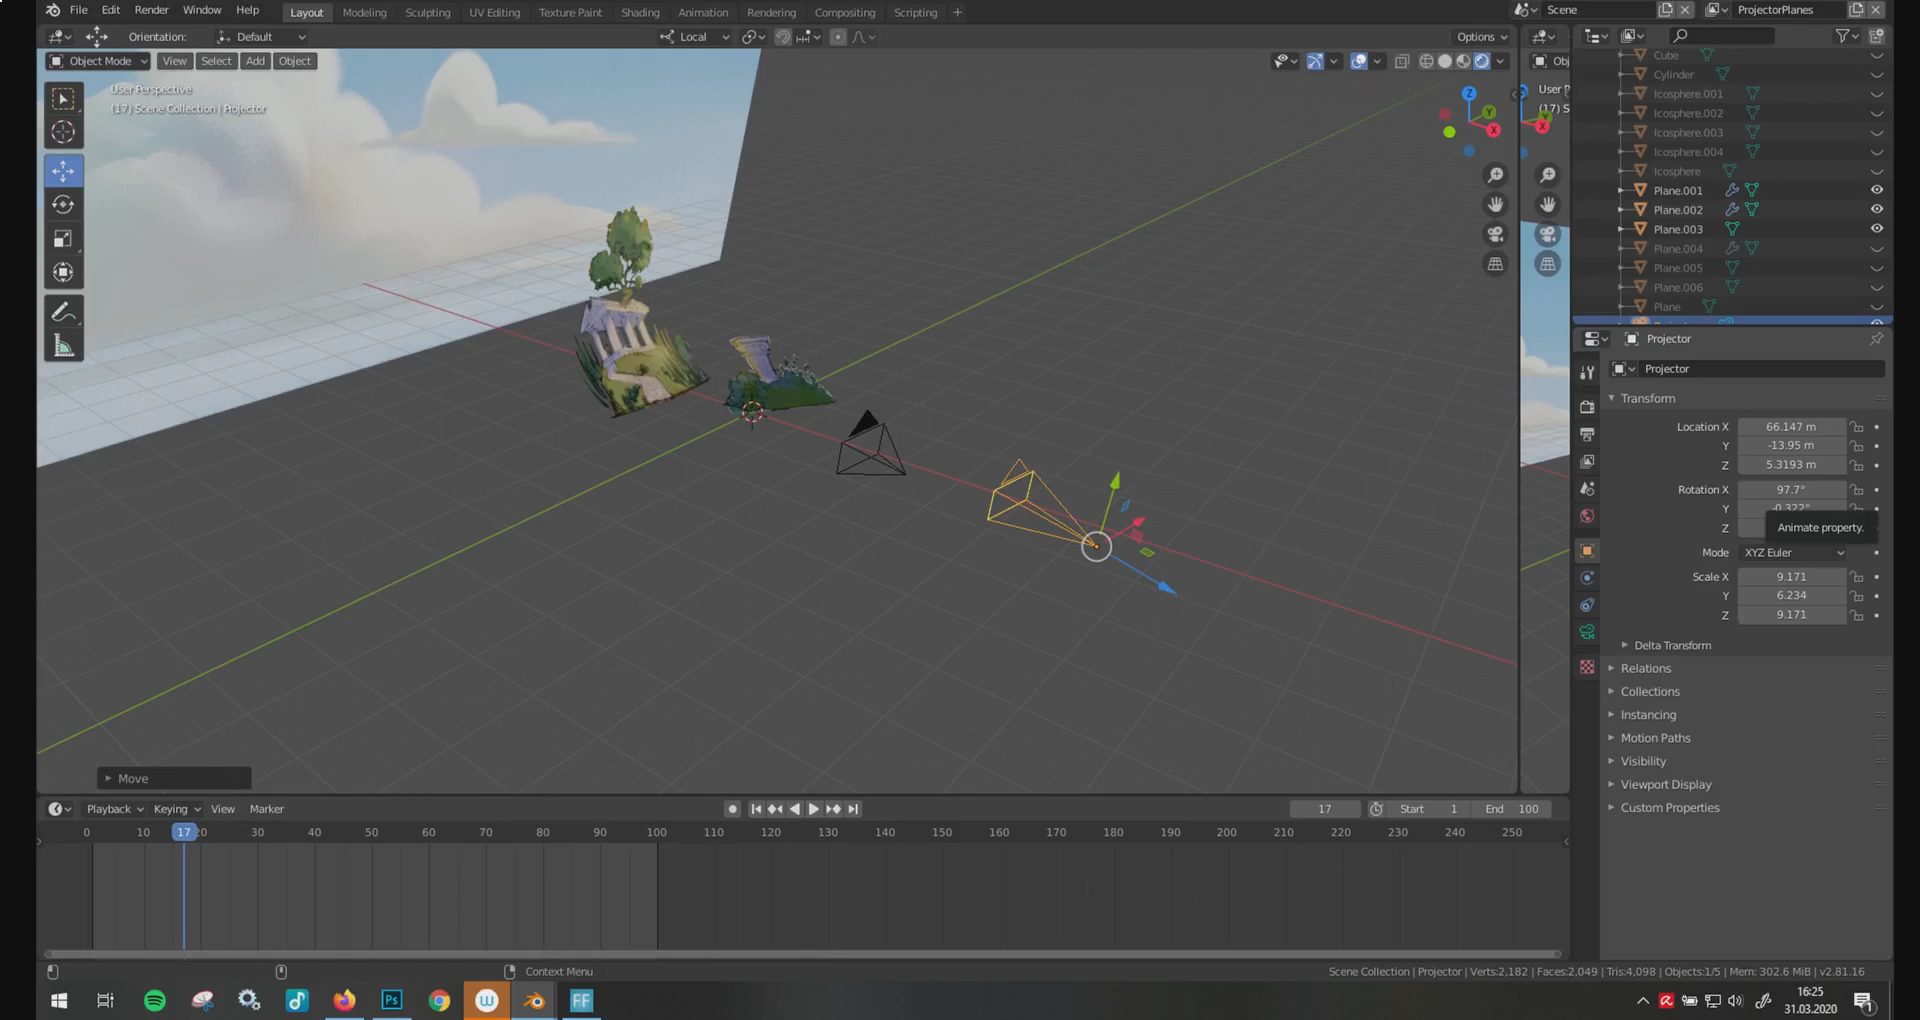 File Edit Render Window Help Layout Modeling Sculpting UV Editing Texture Paint Shading Animation Rendering Compositing Scripting + Scene ProjectorPlanes
Orientation: Default Local Options
Object Mode View Select Add Object Obj
User Perspective
(17) Scene Collection | Projector
User P
(17) S
Z
Y
X
X
Cube
Cylinder
Icosphere.001
Icosphere.002
Icosphere.003
Icosphere.004
Icosphere
Plane.001
Plane.002
Plane.003
Plane.004
Plane.005
Plane.006
Plane
Projector
Projector
Transform
Location X 66.147 m
Y -13.95 m
Z 5.3193 m
Rotation X 97.7°
Y -0.322°
Z
Animate property.
Mode XYZ Euler
Scale X 9.171
Y 6.234
Z 9.171
Delta Transform
Relations
Collections
Instancing
Motion Paths
Visibility
Viewport Display
Custom Properties
Move
Playback Keying View Marker 17 Start 1 End 100
0 10 17 20 30 40 50 60 70 80 90 100 110 120 130 140 150 160 170 180 190 200 210 220 230 240 250
Context Menu
Scene Collection | Projector | Verts:2,182 | Faces:2,049 | Tris:4,098 | Objects:1/5 | Mem: 302.6 MiB | v2.81.16
Ps W FF
16:25
31.03.2020
1